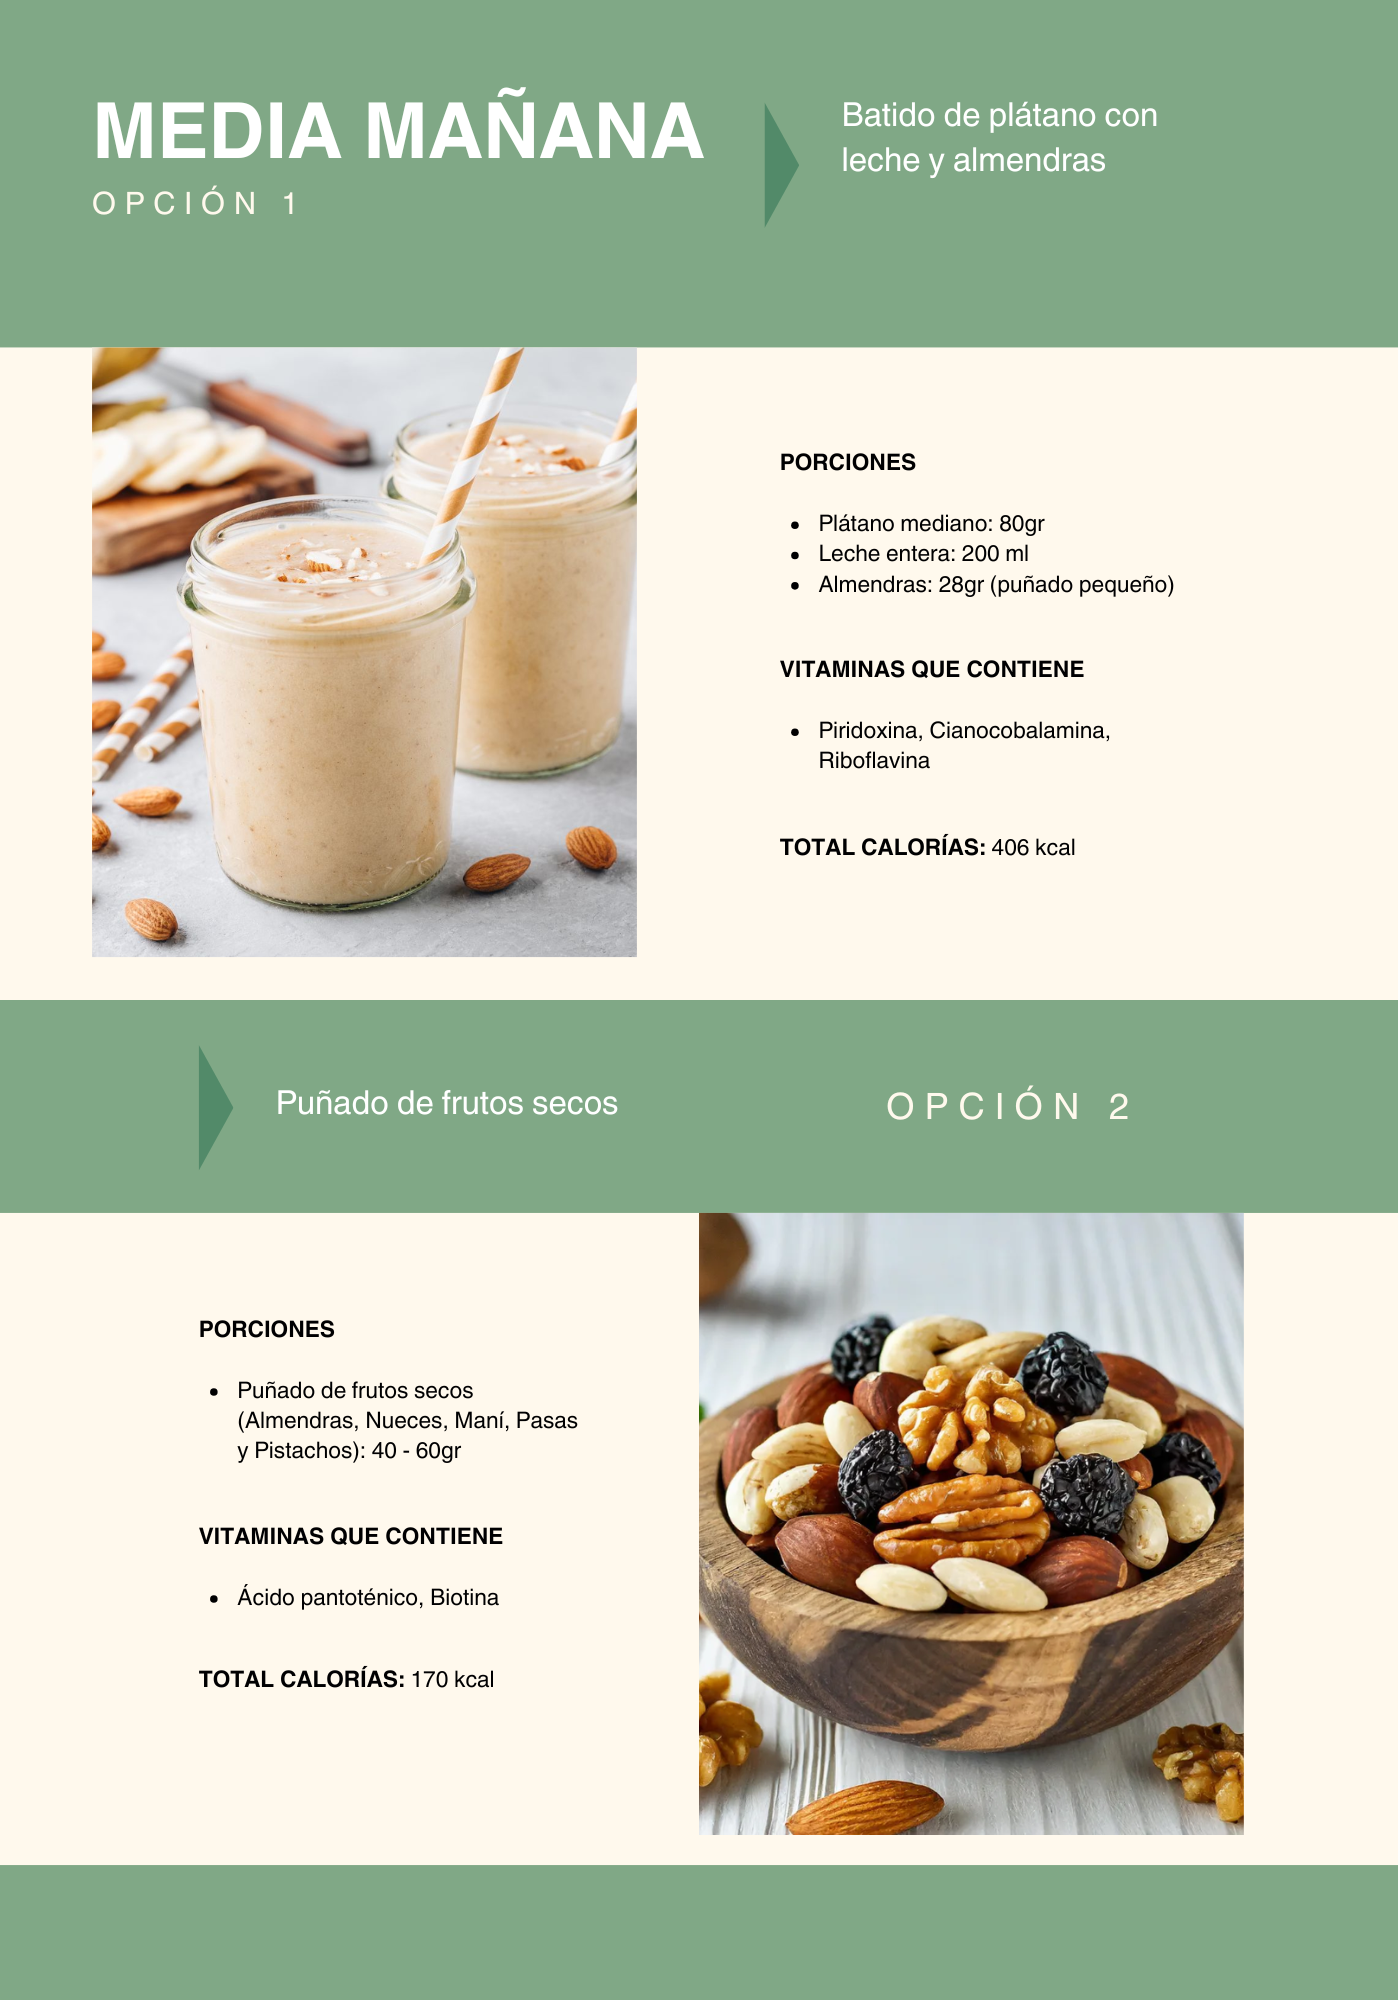 MEDIA MAÑANA
OPCIÓN 1
Batido de plátano con
leche y almendras
PORCIONES
• Plátano mediano: 80gr
• Leche entera: 200 ml
• Almendras: 28gr (puñado pequeño)
VITAMINAS QUE CONTIENE
• Piridoxina, Cianocobalamina,
Riboflavina
TOTAL CALORÍAS: 406 kcal
Puñado de frutos secos
OPCIÓN 2
PORCIONES
• Puñado de frutos secos
(Almendras, Nueces, Maní, Pasas
y Pistachos): 40 - 60gr
VITAMINAS QUE CONTIENE
• Ácido pantoténico, Biotina
TOTAL CALORÍAS: 170 kcal